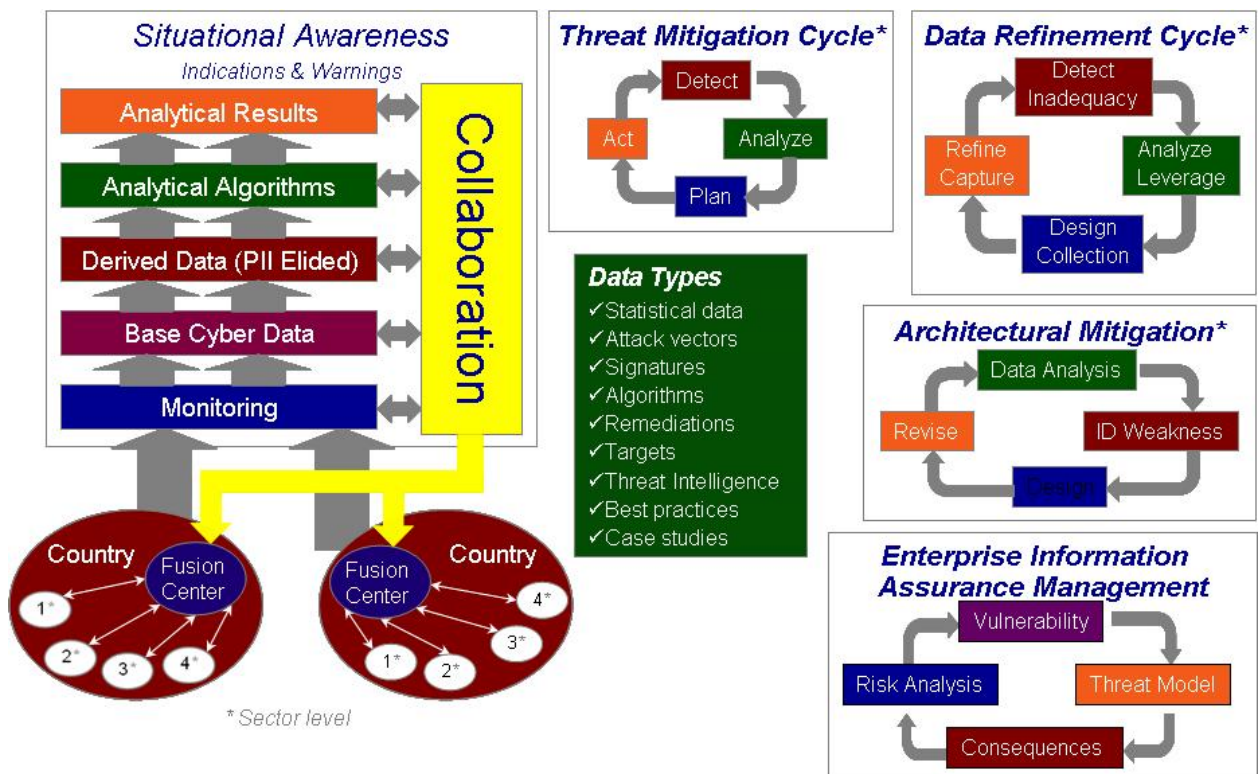 Situational Awareness
Indications & Warnings
Analytical Results
Analytical Algorithms
Derived Data (PII Elided)
Base Cyber Data
Monitoring
Collaboration
Country
Fusion
Center
1*
2*
3*
4*
Country
Fusion
Center
1*
2*
3*
4*
* Sector level
Threat Mitigation Cycle*
Detect
Analyze
Plan
Act
Data Types
✓Statistical data
✓Attack vectors
✓Signatures
✓Algorithms
✓Remediations
✓Targets
✓Threat Intelligence
✓Best practices
✓Case studies
Data Refinement Cycle*
Detect
Inadequacy
Analyze
Leverage
Design
Collection
Refine
Capture
Architectural Mitigation*
Data Analysis
ID Weakness
Design
Revise
Enterprise Information
Assurance Management
Vulnerability
Threat Model
Consequences
Risk Analysis